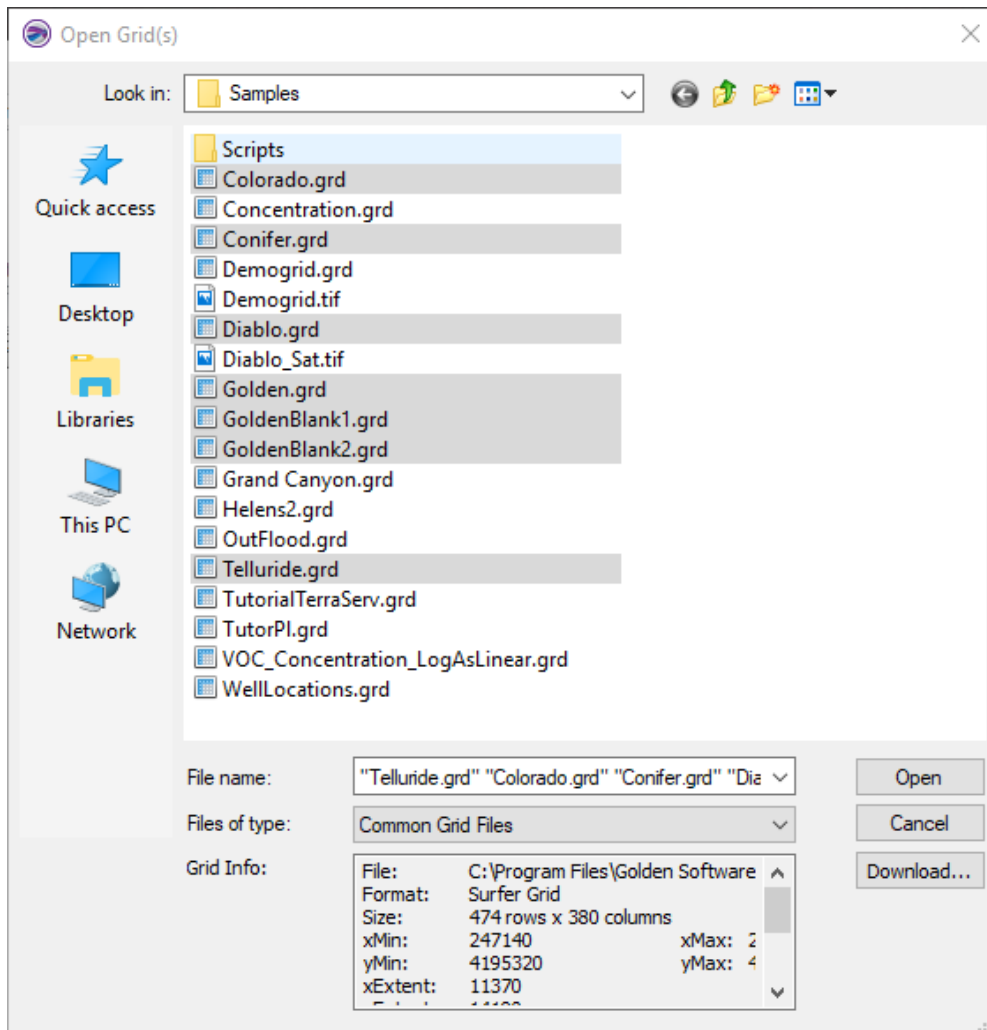 Open Grid(s)
Look in: Samples
Quick access
Desktop
Libraries
This PC
Network
Scripts
Colorado.grd
Concentration.grd
Conifer.grd
Demogrid.grd
Demogrid.tif
Diablo.grd
Diablo_Sat.tif
Golden.grd
GoldenBlank1.grd
GoldenBlank2.grd
Grand Canyon.grd
Helens2.grd
OutFlood.grd
Telluride.grd
TutorialTerraServ.grd
TutorPl.grd
VOC_Concentration_LogAsLinear.grd
WellLocations.grd
File name: "Telluride.grd" "Colorado.grd" "Conifer.grd" "Dia Open
Files of type: Common Grid Files Cancel
Grid Info: Download...
File: C:\Program Files\Golden Software
Format: Surfer Grid
Size: 474 rows x 380 columns
xMin: 247140 xMax: 2
yMin: 4195320 yMax: 4
xExtent: 11370